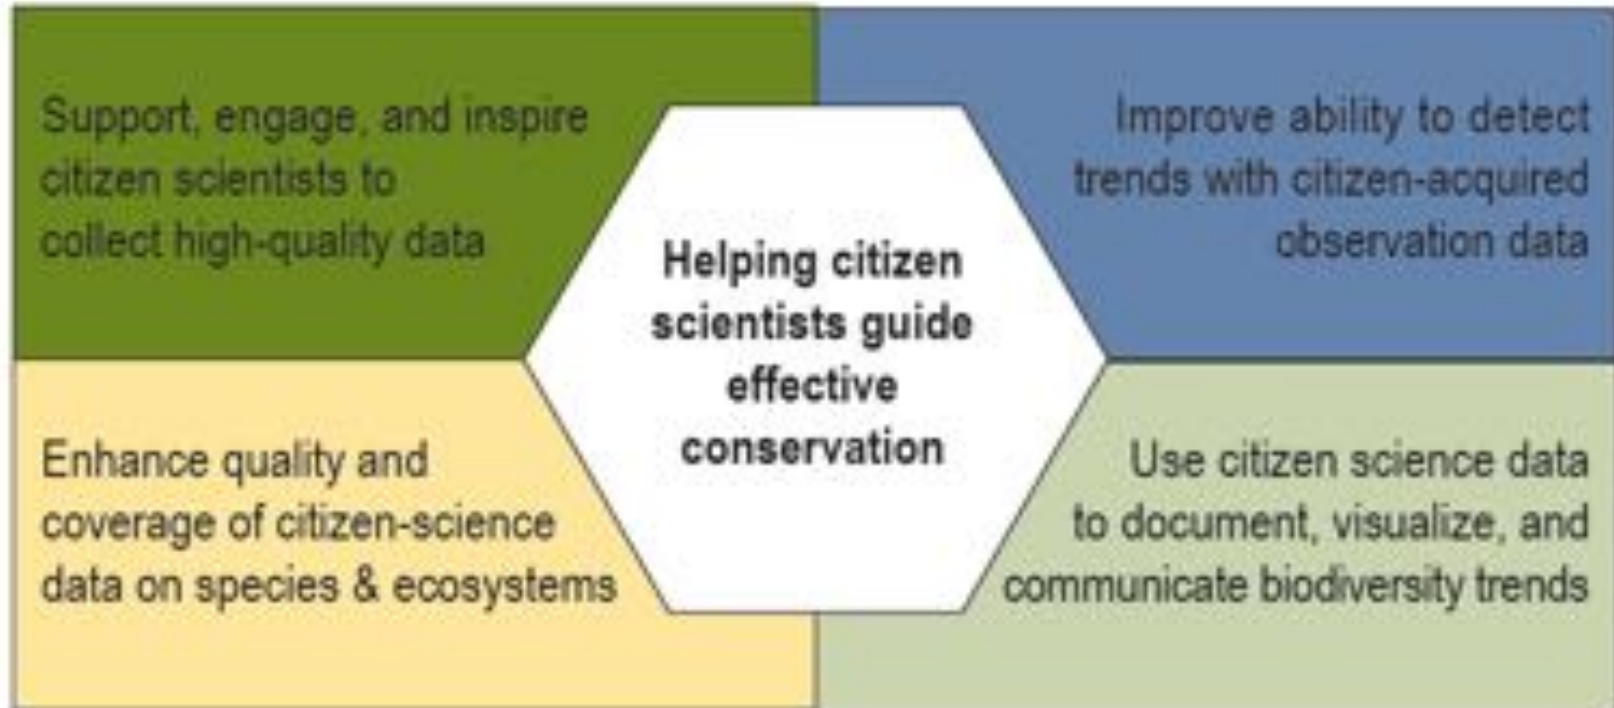 Support, engage, and inspire
citizen scientists to
collect high-quality data
Improve ability to detect
trends with citizen-acquired
observation data
Helping citizen
scientists guide
effective
conservation
Enhance quality and
coverage of citizen-science
data on species & ecosystems
Use citizen science data
to document, visualize, and
communicate biodiversity trends